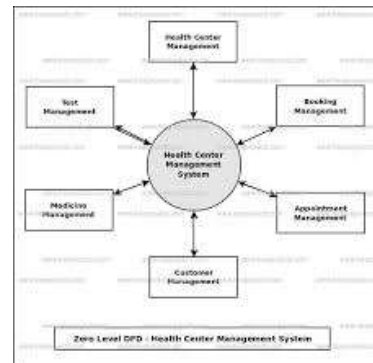 Health Center
Management
Test
Management
Booking
Management
Health Center
Management
System
Medicine
Management
Appointment
Management
Customer
Management
Zero Level DFD - Health Center Management System